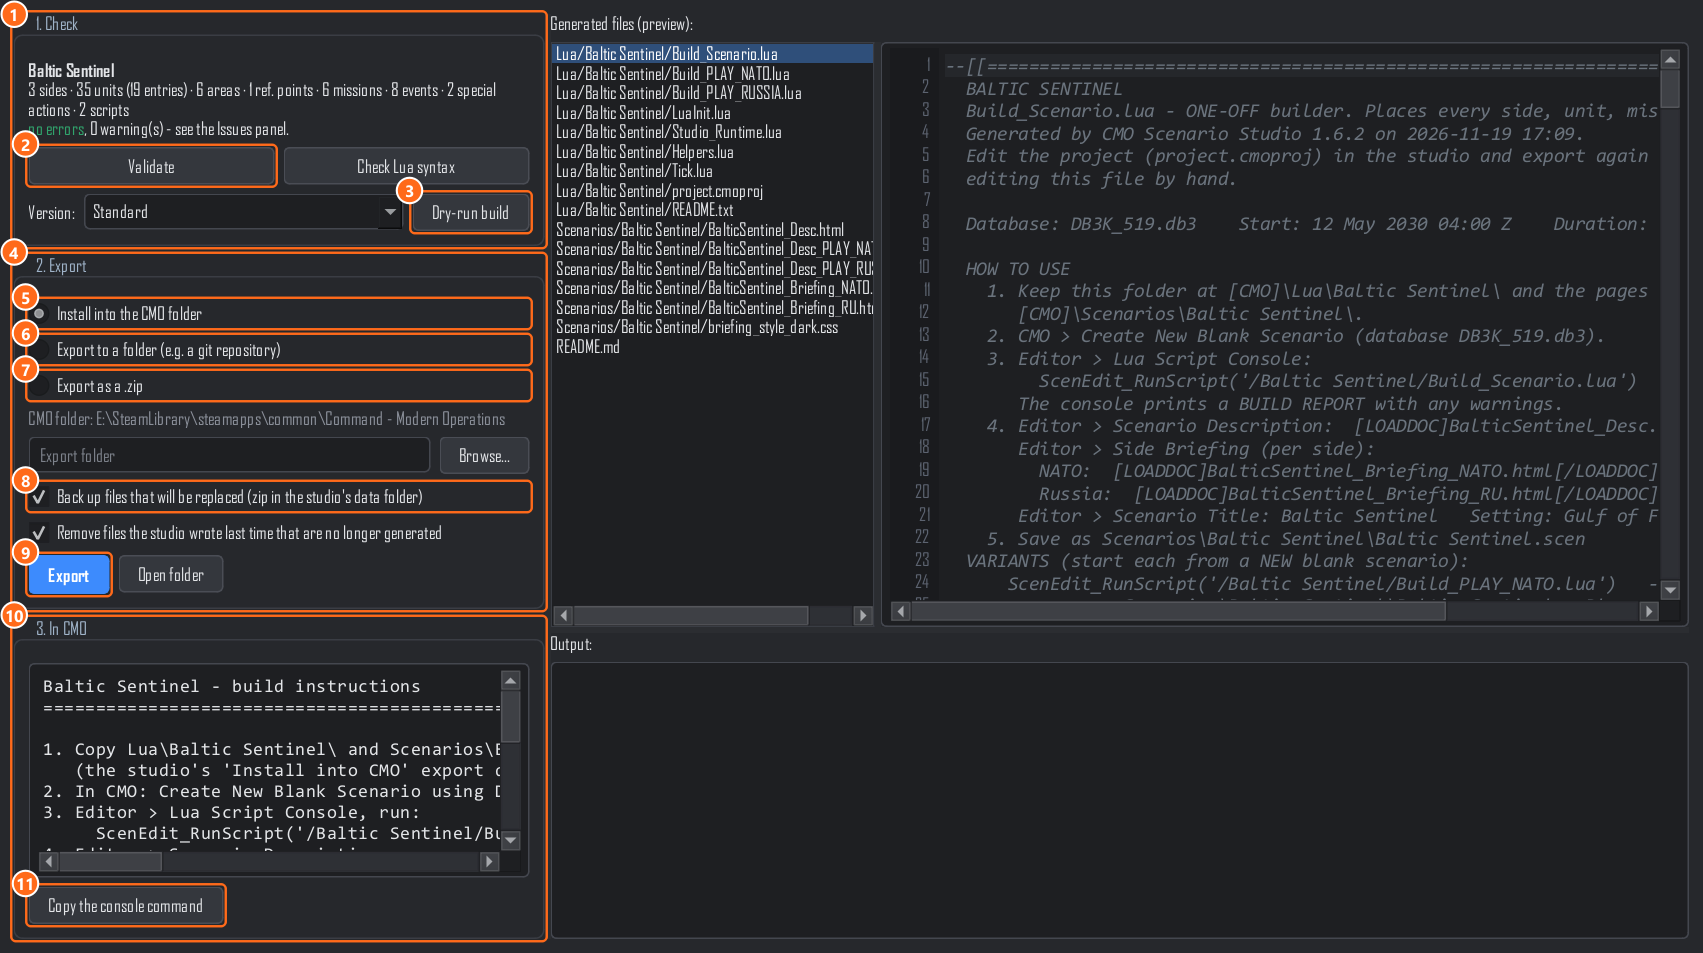 1
1. Check
Baltic Sentinel
3 sides · 35 units (19 entries) · 6 areas · 1 ref. points · 6 missions · 8 events · 2 special
actions · 2 scripts
no errors, 0 warning(s) - see the Issues panel.
2
Validate
Check Lua syntax
3
Version:
Standard
Dry-run build
4
2. Export
5
Install into the CMO folder
6
Export to a folder (e.g. a git repository)
7
Export as a .zip
CMO folder: E:\SteamLibrary\steamapps\common\Command - Modern Operations
Export folder
Browse...
8
Back up files that will be replaced (zip in the studio's data folder)
Remove files the studio wrote last time that are no longer generated
9
Export
Open folder
10
3. In CMO
Baltic Sentinel - build instructions
===========================================
1. Copy Lua\Baltic Sentinel\ and Scenarios\B
(the studio's 'Install into CMO' export
2. In CMO: Create New Blank Scenario using D
3. Editor > Lua Script Console, run:
ScenEdit_RunScript('/Baltic Sentinel/Bu
11
Copy the console command
Generated files (preview):
Lua/Baltic Sentinel/Build_Scenario.lua
Lua/Baltic Sentinel/Build_PLAY_NATO.lua
Lua/Baltic Sentinel/Build_PLAY_RUSSIA.lua
Lua/Baltic Sentinel/LuaInit.lua
Lua/Baltic Sentinel/Studio_Runtime.lua
Lua/Baltic Sentinel/Helpers.lua
Lua/Baltic Sentinel/Tick.lua
Lua/Baltic Sentinel/project.cmoproj
Lua/Baltic Sentinel/README.txt
Scenarios/Baltic Sentinel/BalticSentinel_Desc.html
Scenarios/Baltic Sentinel/BalticSentinel_Desc_PLAY_NAT
Scenarios/Baltic Sentinel/BalticSentinel_Desc_PLAY_RUS
Scenarios/Baltic Sentinel/BalticSentinel_Briefing_NATO.
Scenarios/Baltic Sentinel/BalticSentinel_Briefing_RU.ht
Scenarios/Baltic Sentinel/briefing_style_dark.css
README.md
1 --[[================================================================
2 BALTIC SENTINEL
3 Build_Scenario.lua - ONE-OFF builder. Places every side, unit, mis
4 Generated by CMO Scenario Studio 1.6.2 on 2026-11-19 17:09.
5 Edit the project (project.cmoproj) in the studio and export again
6 editing this file by hand.
7
8 Database: DB3K_519.db3    Start: 12 May 2030 04:00 Z    Duration:
9
10 HOW TO USE
11 1. Keep this folder at [CMO]\Lua\Baltic Sentinel\ and the pages
12 [CMO]\Scenarios\Baltic Sentinel\.
13 2. CMO > Create New Blank Scenario (database DB3K_519.db3).
14 3. Editor > Lua Script Console:
15 ScenEdit_RunScript('/Baltic Sentinel/Build_Scenario.lua')
16 The console prints a BUILD REPORT with any warnings.
17 4. Editor > Scenario Description:  [LOADDOC]BalticSentinel_Desc.
18 Editor > Side Briefing (per side):
19 NATO:  [LOADDOC]BalticSentinel_Briefing_NATO.html[/LOADDOC]
20 Russia:  [LOADDOC]BalticSentinel_Briefing_RU.html[/LOADDOC]
21 Editor > Scenario Title: Baltic Sentinel   Setting: Gulf of F
22 5. Save as Scenarios\Baltic Sentinel\Baltic Sentinel.scen
23 VARIANTS (start each from a NEW blank scenario):
24 ScenEdit_RunScript('/Baltic Sentinel/Build_PLAY_NATO.lua')   -
Output: